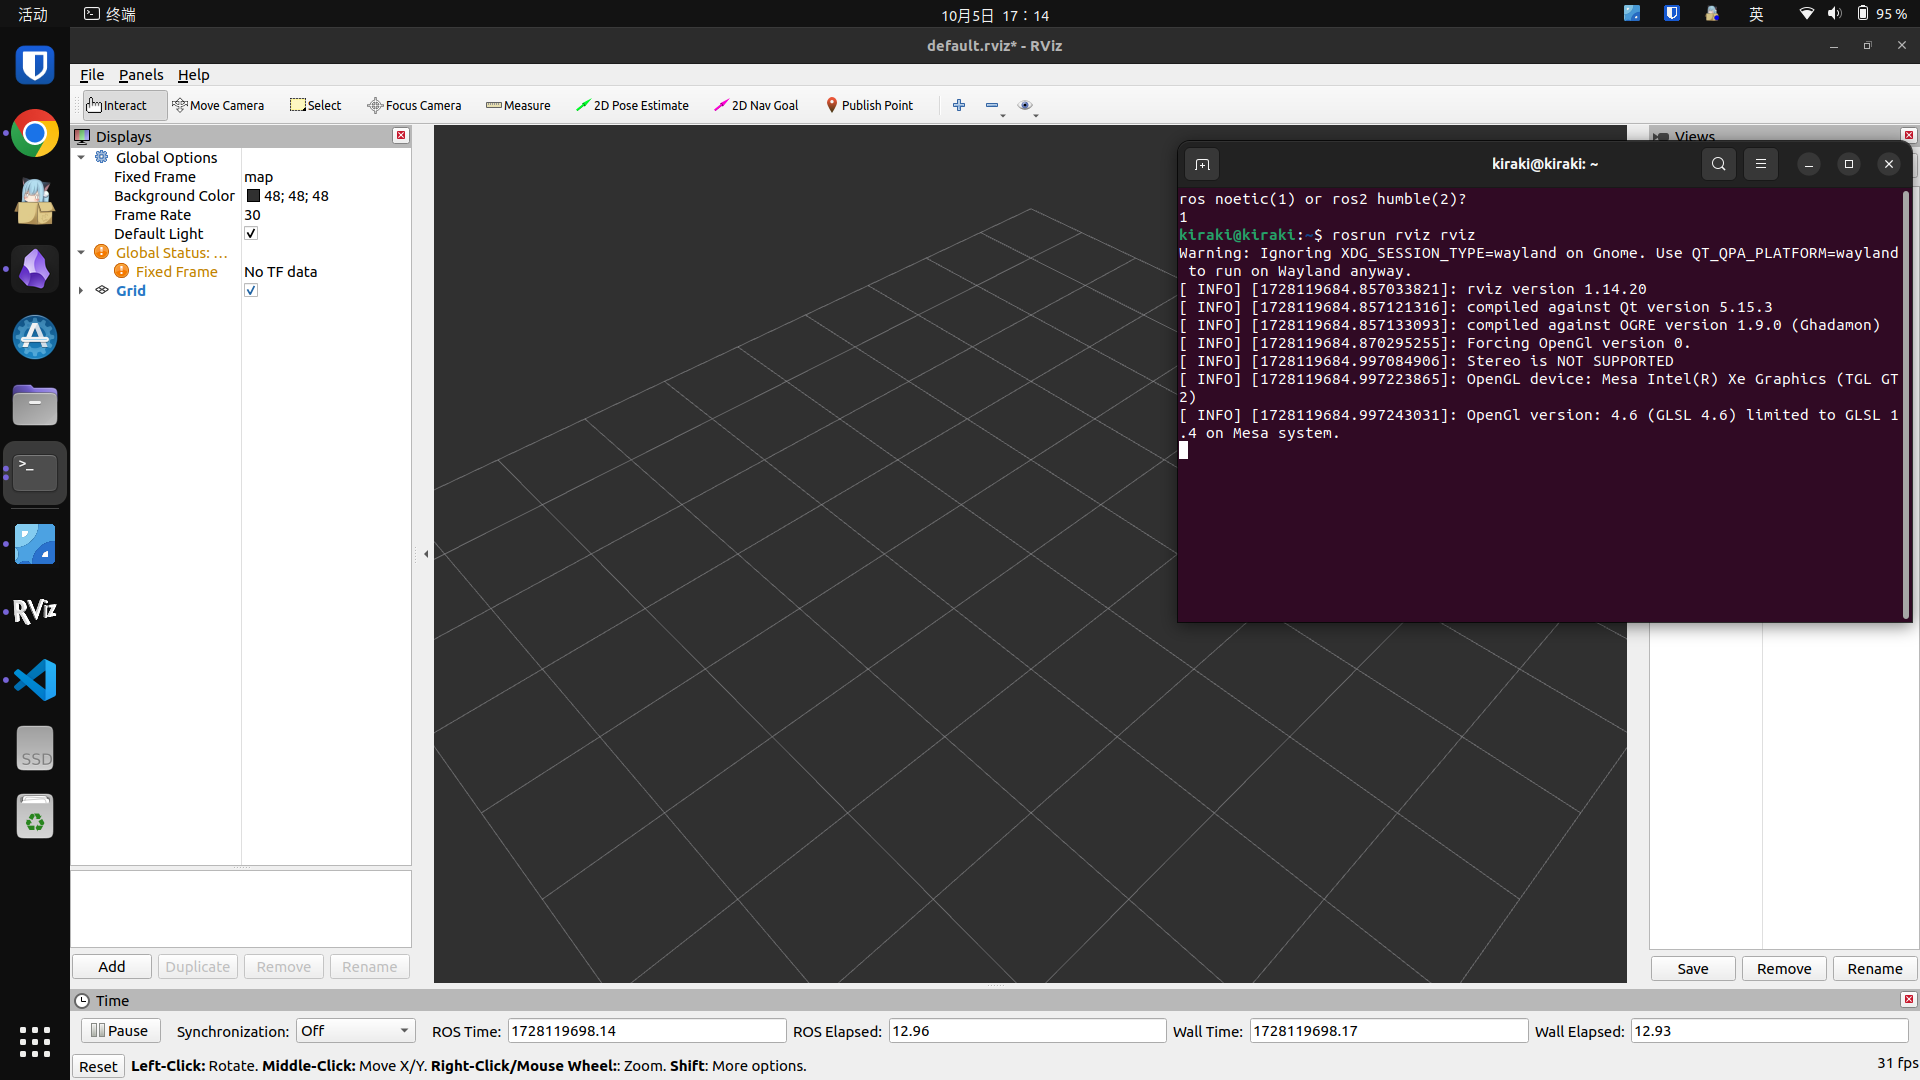 活动
终端
10月5日 17：14
英
95 %
default.rviz* - RViz
File Panels Help
Interact Move Camera Select Focus Camera Measure 2D Pose Estimate 2D Nav Goal Publish Point
Displays
Global Options
Fixed Frame map
Background Color 48; 48; 48
Frame Rate 30
Default Light
Global Status: ...
Fixed Frame No TF data
Grid
Views
kiraki@kiraki: ~
ros noetic(1) or ros2 humble(2)?
1
kiraki@kiraki:~$ rosrun rviz rviz
Warning: Ignoring XDG_SESSION_TYPE=wayland on Gnome. Use QT_QPA_PLATFORM=wayland
to run on Wayland anyway.
[ INFO] [1728119684.857033821]: rviz version 1.14.20
[ INFO] [1728119684.857121316]: compiled against Qt version 5.15.3
[ INFO] [1728119684.857133093]: compiled against OGRE version 1.9.0 (Ghadamon)
[ INFO] [1728119684.870295255]: Forcing OpenGl version 0.
[ INFO] [1728119684.997084906]: Stereo is NOT SUPPORTED
[ INFO] [1728119684.997223865]: OpenGL device: Mesa Intel(R) Xe Graphics (TGL GT
2)
[ INFO] [1728119684.997243031]: OpenGl version: 4.6 (GLSL 4.6) limited to GLSL 1
.4 on Mesa system.
RViz
SSD
Add Duplicate Remove Rename
Save Remove Rename
Time
Pause Synchronization: Off ROS Time: 1728119698.14 ROS Elapsed: 12.96 Wall Time: 1728119698.17 Wall Elapsed: 12.93
Reset Left-Click: Rotate. Middle-Click: Move X/Y. Right-Click/Mouse Wheel:: Zoom. Shift: More options.
31 fps